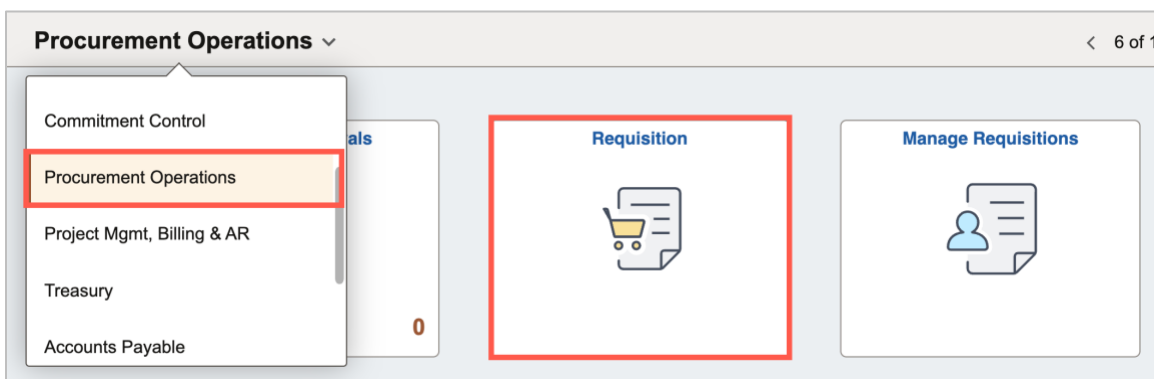 Procurement Operations
6 of 1
Commitment Control
Procurement Operations
Project Mgmt, Billing & AR
Treasury
Accounts Payable
als
0
Requisition
Manage Requisitions